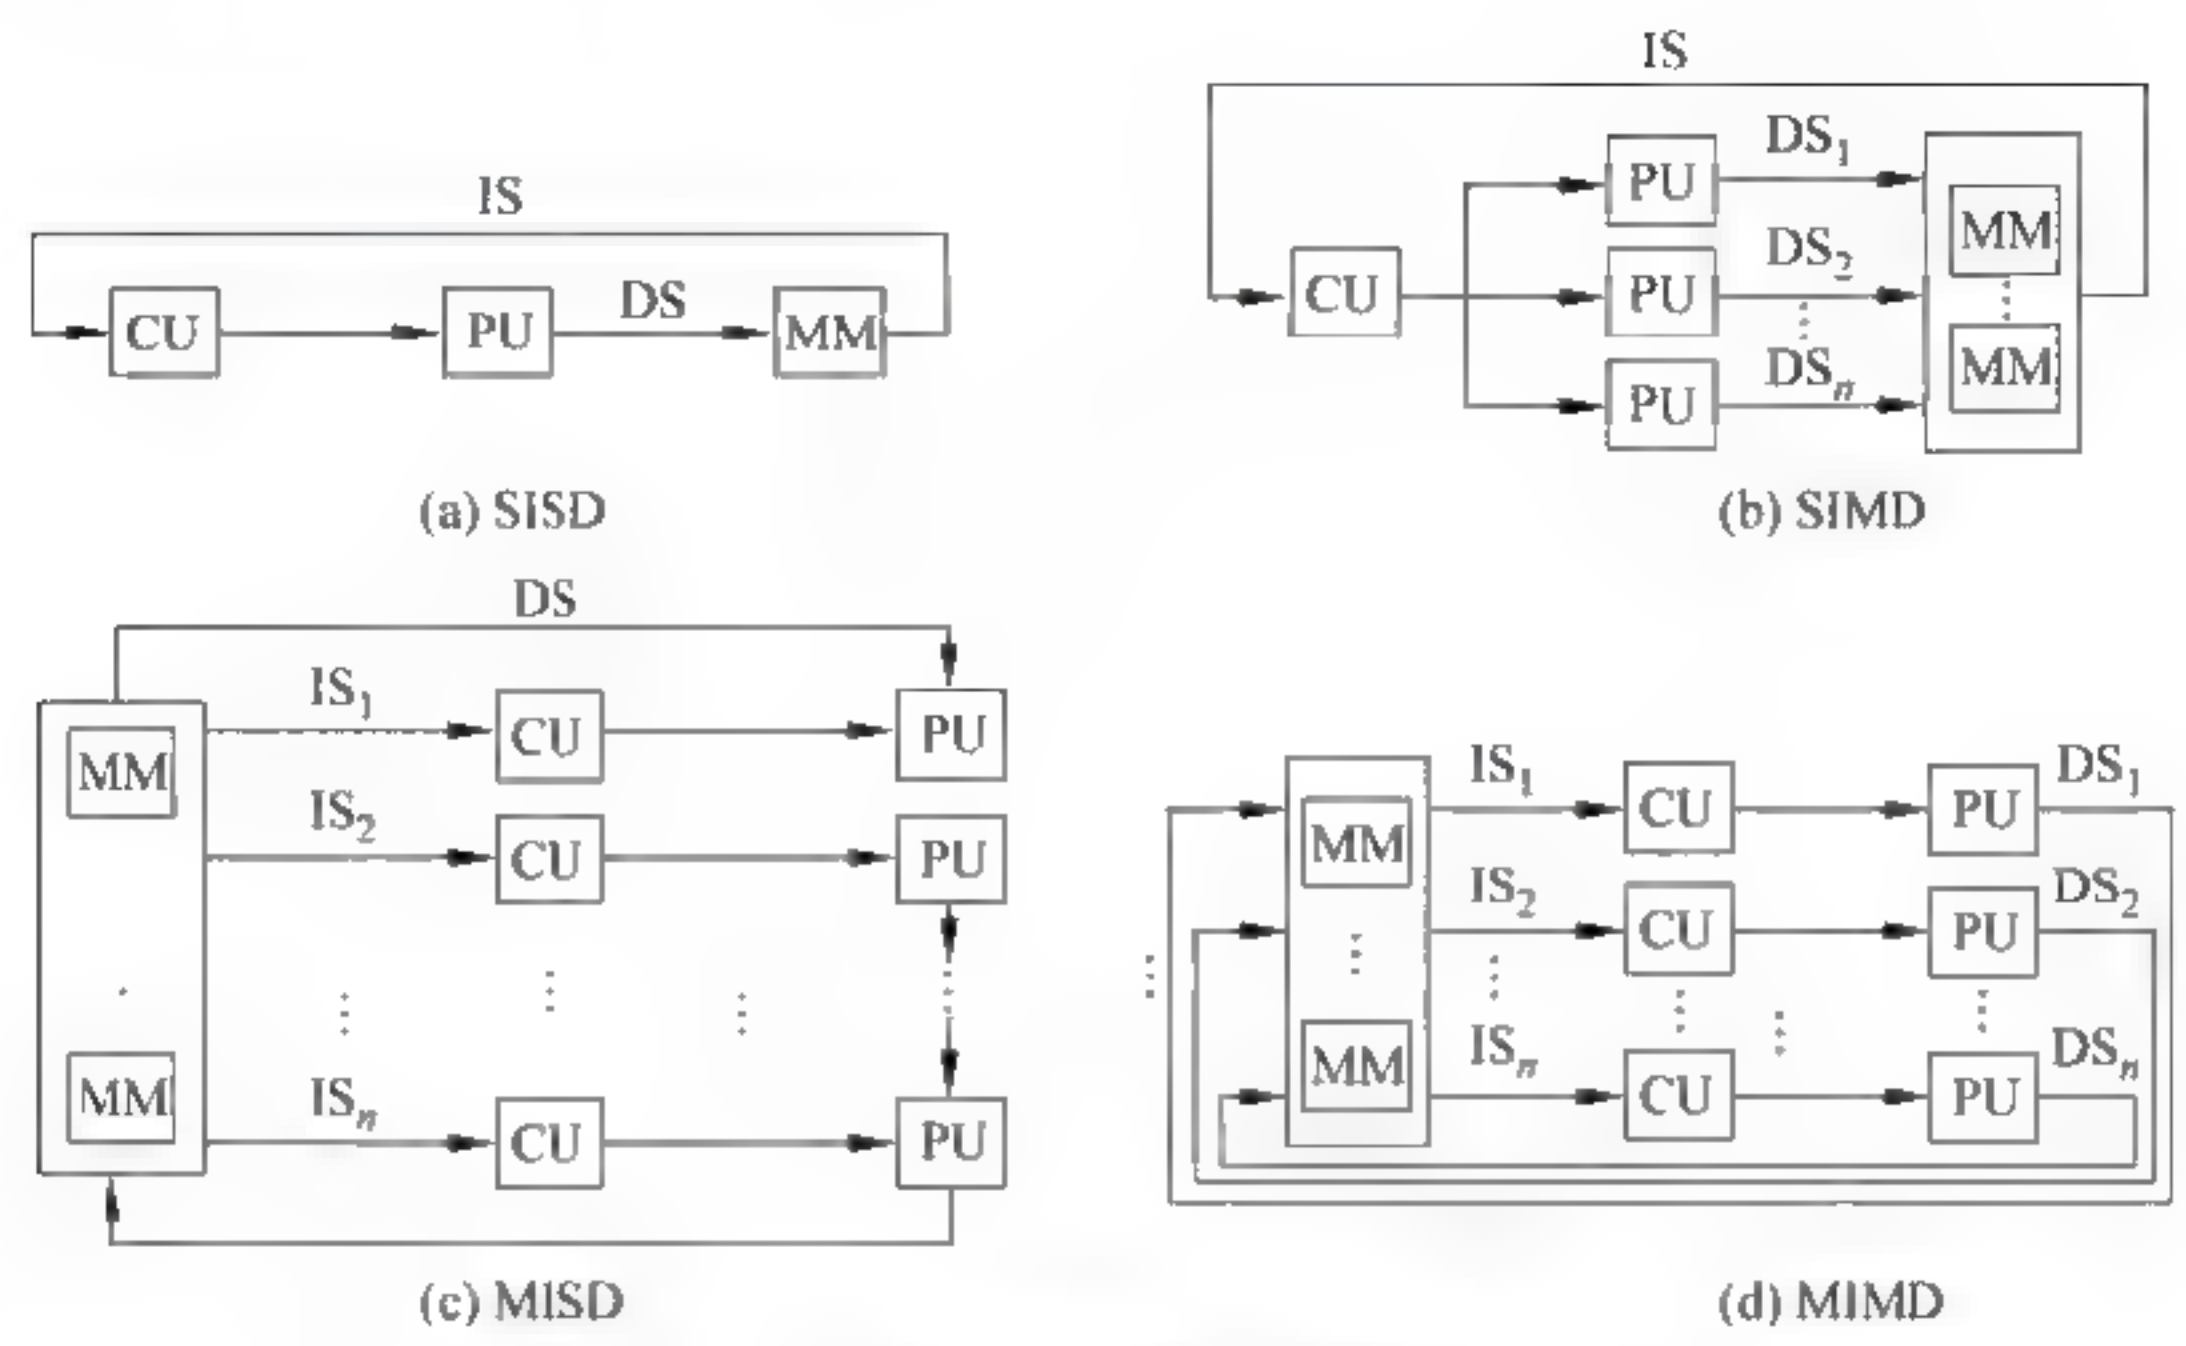 IS
CU PU DS MM
(a) SISD
IS
PU DS1
MM
CU PU DS2
⋮ ⋮
PU DSn MM
(b) SIMD
DS
MM IS1 CU PU
IS2 CU PU
⋮ ⋮ ⋮ ⋮
MM ISn CU PU
(c) MISD
MM IS1 CU PU DS1
IS2 CU PU DS2
⋮ ⋮ ⋮ ⋮ ⋮ ⋮
MM ISn CU PU DSn
(d) MIMD